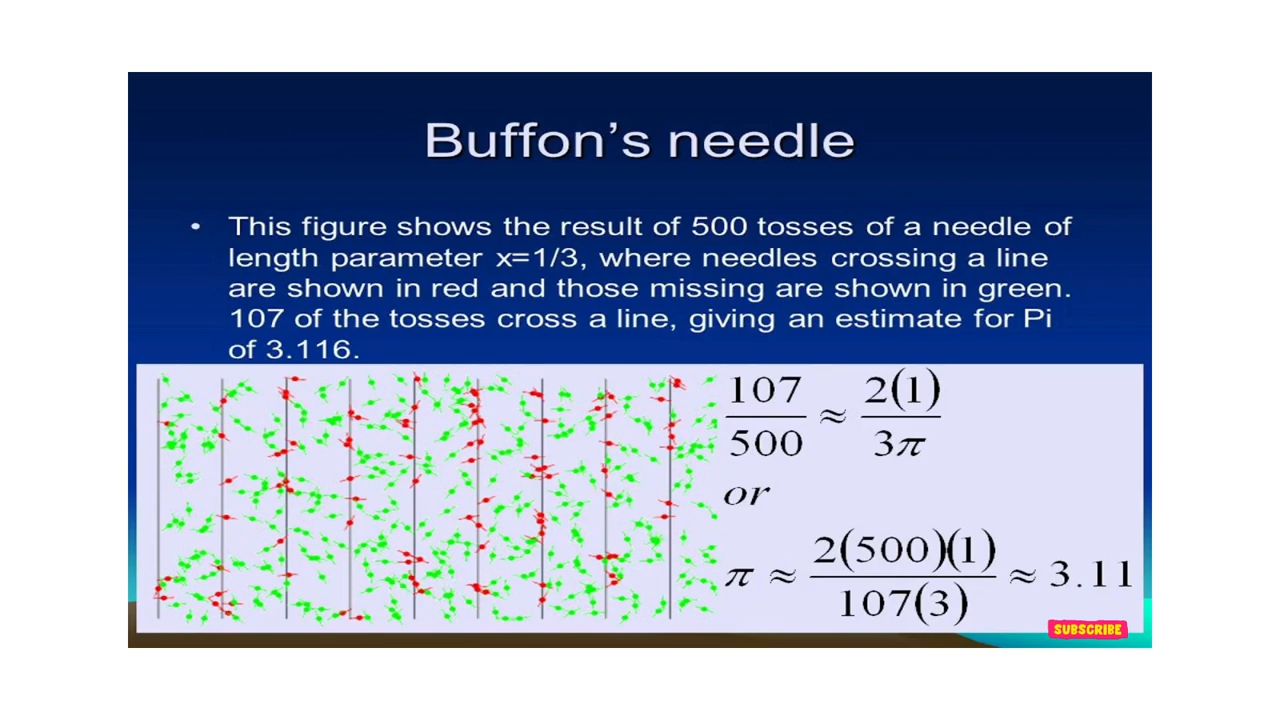 Buffon's needle
• This figure shows the result of 500 tosses of a needle of
length parameter x=1/3, where needles crossing a line
are shown in red and those missing are shown in green.
107 of the tosses cross a line, giving an estimate for Pi
of 3.116.
107/500 ≈ 2(1)/3π
or
π ≈ 2(500)(1)/107(3) ≈ 3.11
SUBSCRIBE